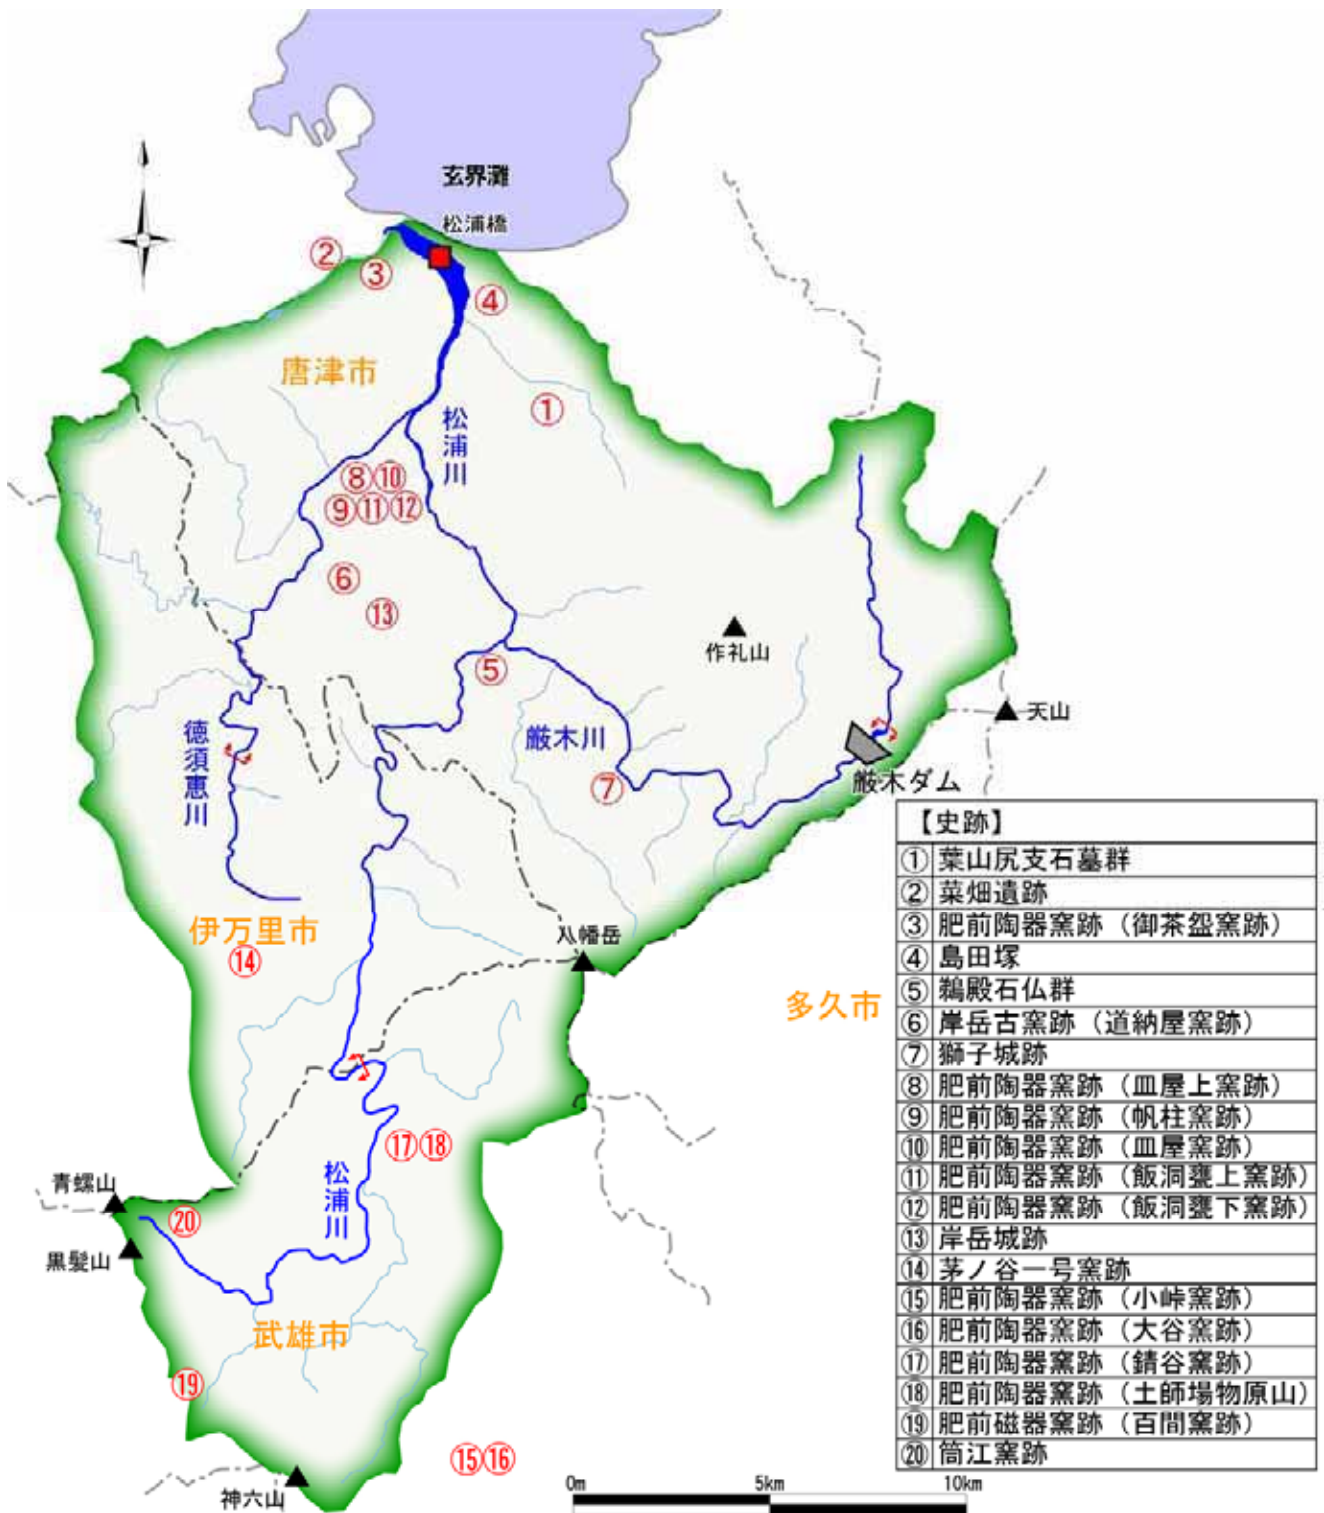 玄界灘
松浦橋
②
③
④
唐津市
①
松浦川
⑧⑩
⑨⑪⑫
⑥
⑬
作礼山
⑤
天山
徳須恵川
厳木川
⑦
厳木ダム
伊万里市
⑭
八幡岳
多久市
⑰⑱
松浦川
青螺山
⑳
黒髪山
武雄市
⑲
⑮⑯
神六山
【史跡】
① 葉山尻支石墓群
② 菜畑遺跡
③ 肥前陶器窯跡（御茶盌窯跡）
④ 島田塚
⑤ 鵜殿石仏群
⑥ 岸岳古窯跡（道納屋窯跡）
⑦ 獅子城跡
⑧ 肥前陶器窯跡（皿屋上窯跡）
⑨ 肥前陶器窯跡（帆柱窯跡）
⑩ 肥前陶器窯跡（皿屋窯跡）
⑪ 肥前陶器窯跡（飯洞甕上窯跡）
⑫ 肥前陶器窯跡（飯洞甕下窯跡）
⑬ 岸岳城跡
⑭ 茅ノ谷一号窯跡
⑮ 肥前陶器窯跡（小峠窯跡）
⑯ 肥前陶器窯跡（大谷窯跡）
⑰ 肥前陶器窯跡（錆谷窯跡）
⑱ 肥前陶器窯跡（土師場物原山）
⑲ 肥前磁器窯跡（百間窯跡）
⑳ 筒江窯跡
0m 5km 10km